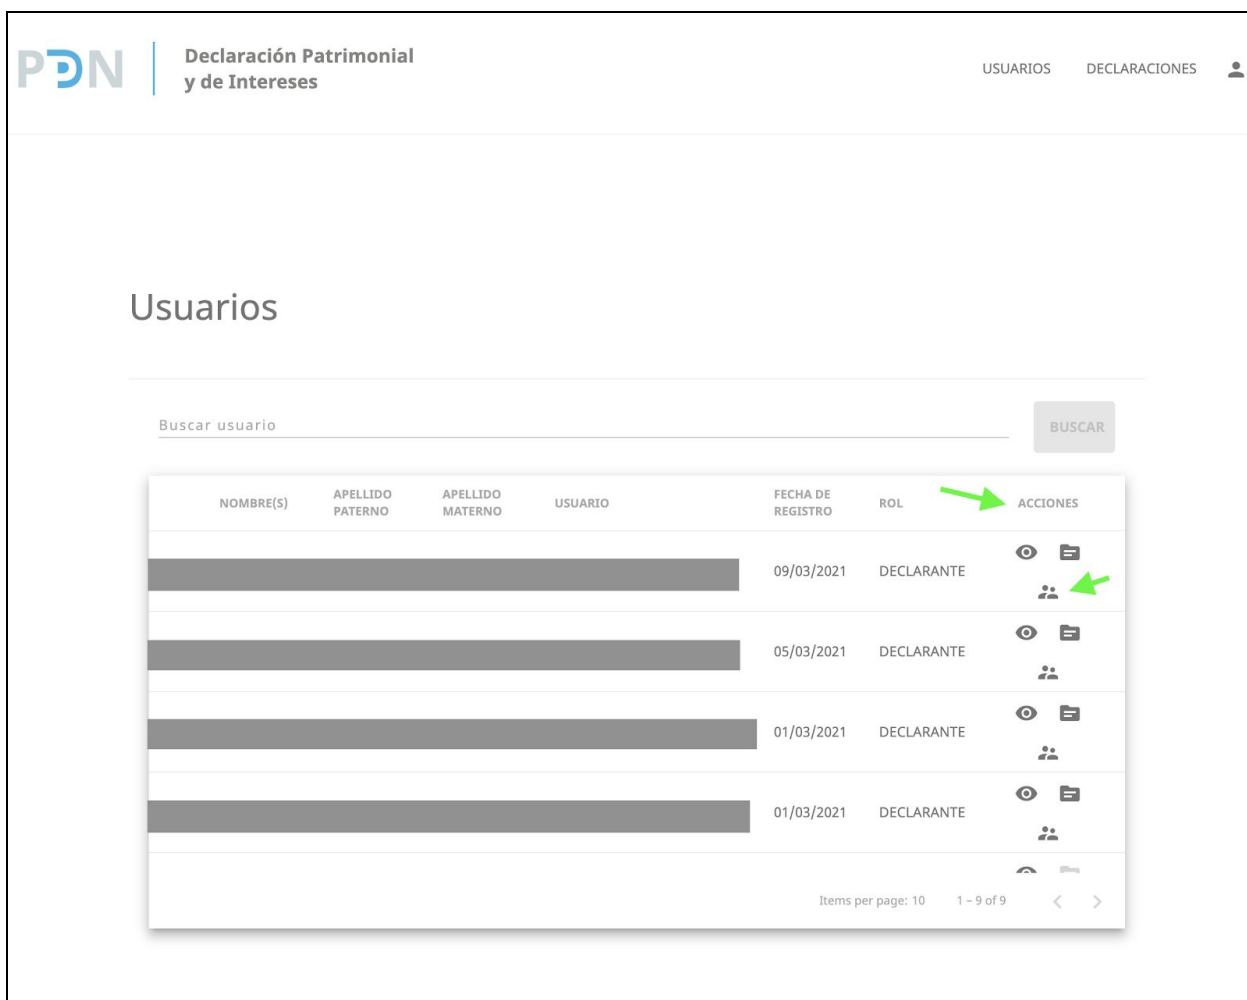 PDN
Declaración Patrimonial
y de Intereses
USUARIOS
DECLARACIONES
Usuarios
Buscar usuario
BUSCAR
NOMBRE(S)
APELLIDO
PATERNO
APELLIDO
MATERNO
USUARIO
FECHA DE
REGISTRO
ROL
ACCIONES
09/03/2021
DECLARANTE
05/03/2021
DECLARANTE
01/03/2021
DECLARANTE
01/03/2021
DECLARANTE
Items per page: 10
1 – 9 of 9